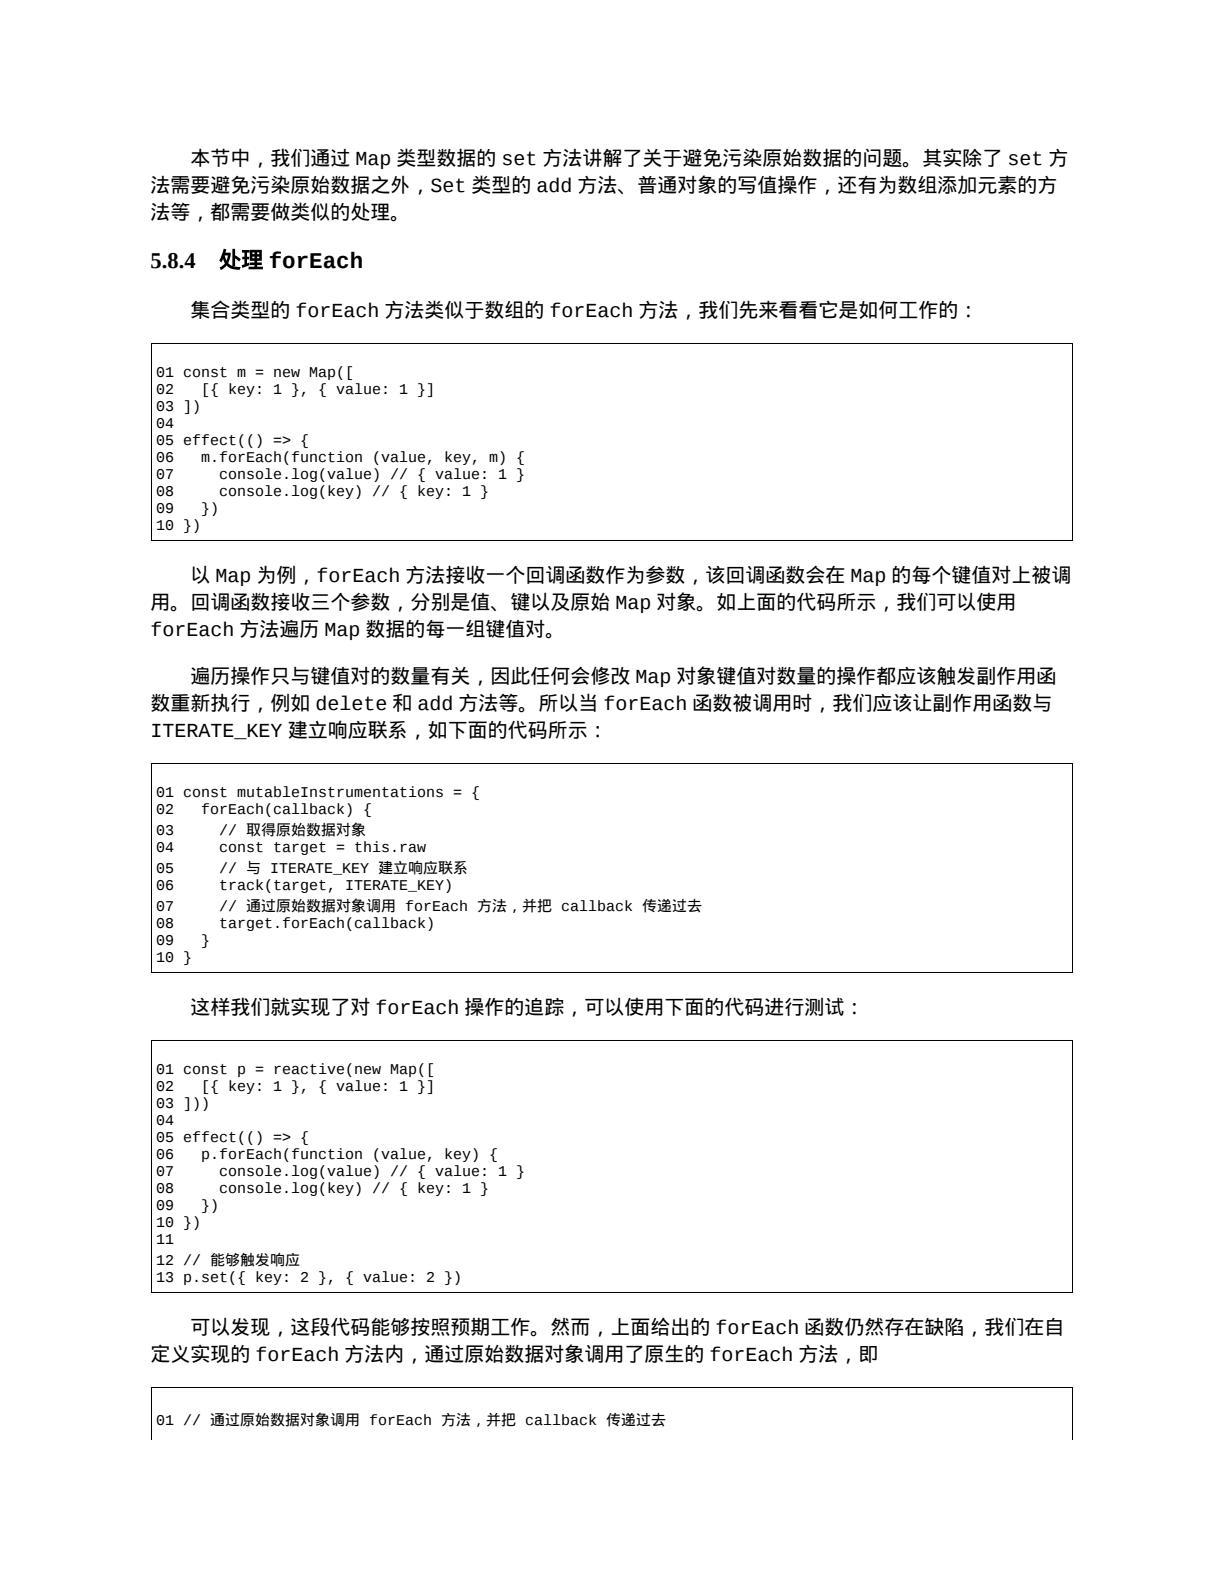 本节中，我们通过 Map 类型数据的 set 方法讲解了关于避免污染原始数据的问题。其实除了 set 方
法需要避免污染原始数据之外，Set 类型的 add 方法、普通对象的写值操作，还有为数组添加元素的方
法等，都需要做类似的处理。
5.8.4 处理 forEach
集合类型的 forEach 方法类似于数组的 forEach 方法，我们先来看看它是如何工作的：
01 const m = new Map([
02   [{ key: 1 }, { value: 1 }]
03 ])
04
05 effect(() => {
06   m.forEach(function (value, key, m) {
07     console.log(value) // { value: 1 }
08     console.log(key) // { key: 1 }
09   })
10 })
以 Map 为例，forEach 方法接收一个回调函数作为参数，该回调函数会在 Map 的每个键值对上被调
用。回调函数接收三个参数，分别是值、键以及原始 Map 对象。如上面的代码所示，我们可以使用
forEach 方法遍历 Map 数据的每一组键值对。
遍历操作只与键值对的数量有关，因此任何会修改 Map 对象键值对数量的操作都应该触发副作用函
数重新执行，例如 delete 和 add 方法等。所以当 forEach 函数被调用时，我们应该让副作用函数与
ITERATE_KEY 建立响应联系，如下面的代码所示：
01 const mutableInstrumentations = {
02   forEach(callback) {
03     // 取得原始数据对象
04     const target = this.raw
05     // 与 ITERATE_KEY 建立响应联系
06     track(target, ITERATE_KEY)
07     // 通过原始数据对象调用 forEach 方法，并把 callback 传递过去
08     target.forEach(callback)
09   }
10 }
这样我们就实现了对 forEach 操作的追踪，可以使用下面的代码进行测试：
01 const p = reactive(new Map([
02   [{ key: 1 }, { value: 1 }]
03 ]))
04
05 effect(() => {
06   p.forEach(function (value, key) {
07     console.log(value) // { value: 1 }
08     console.log(key) // { key: 1 }
09   })
10 })
11
12 // 能够触发响应
13 p.set({ key: 2 }, { value: 2 })
可以发现，这段代码能够按照预期工作。然而，上面给出的 forEach 函数仍然存在缺陷，我们在自
定义实现的 forEach 方法内，通过原始数据对象调用了原生的 forEach 方法，即
01 // 通过原始数据对象调用 forEach 方法，并把 callback 传递过去